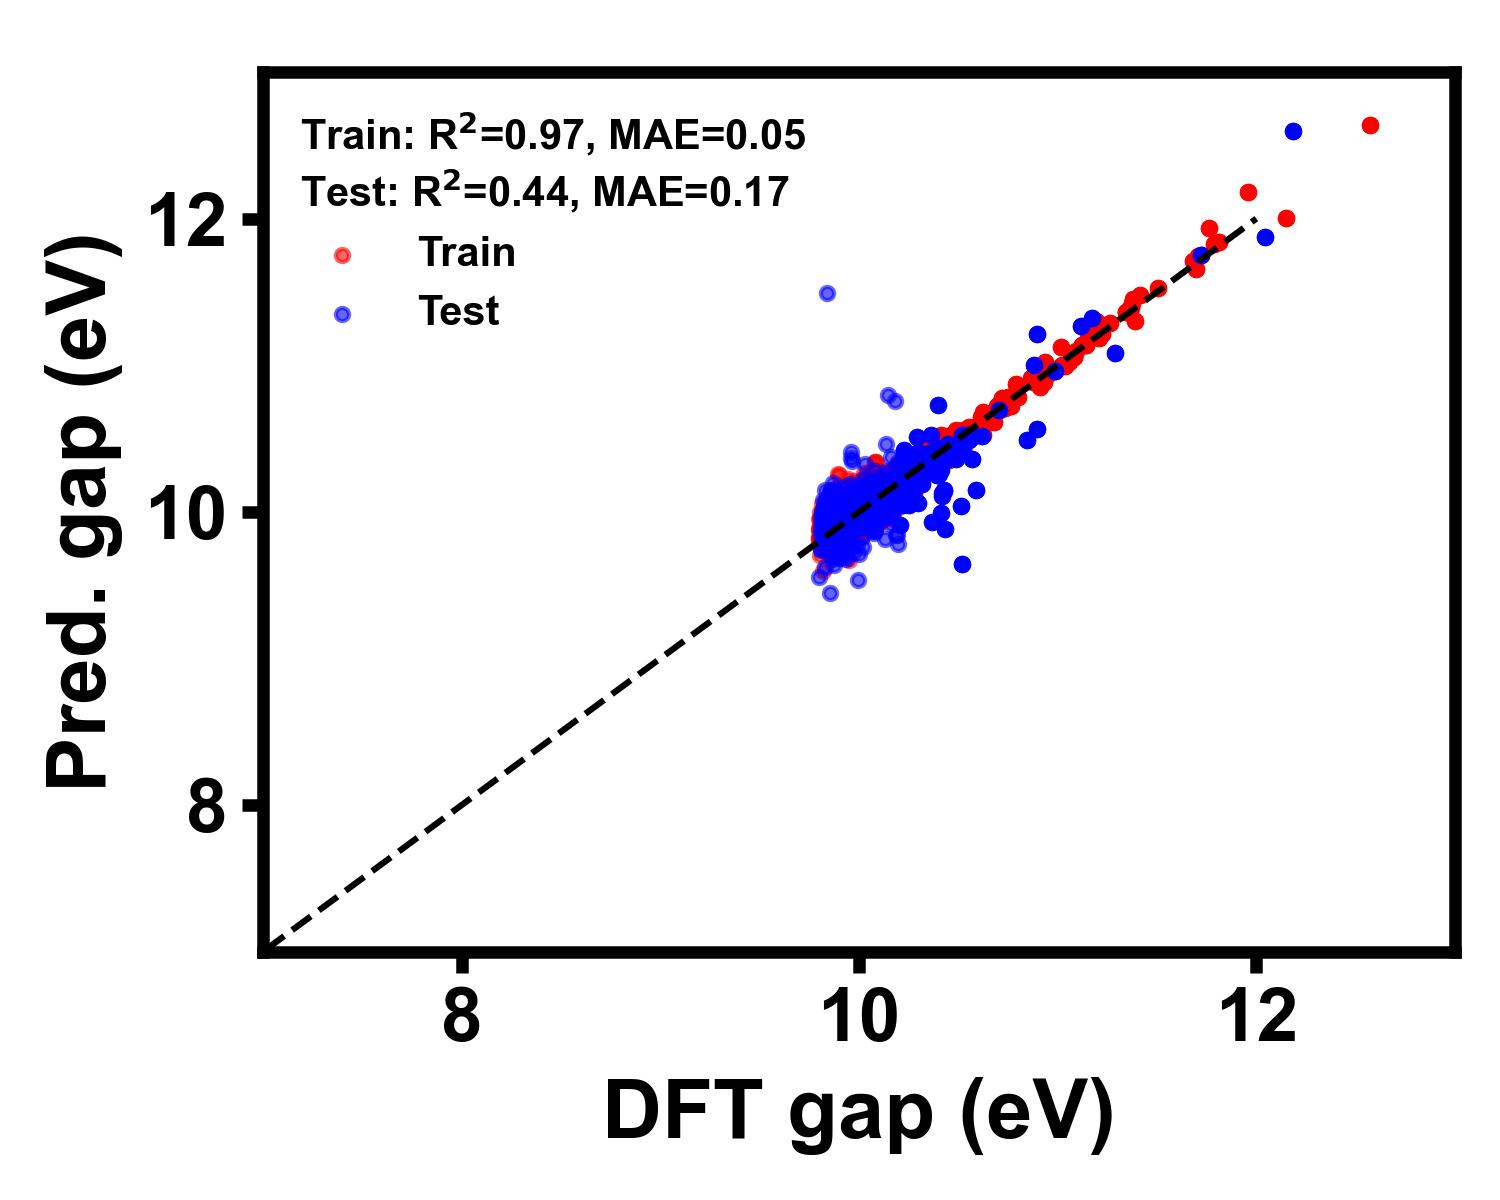 Train: R²=0.97, MAE=0.05
Test: R²=0.44, MAE=0.17
Train
Test
12
10
8
Pred. gap (eV)
8 10 12
DFT gap (eV)